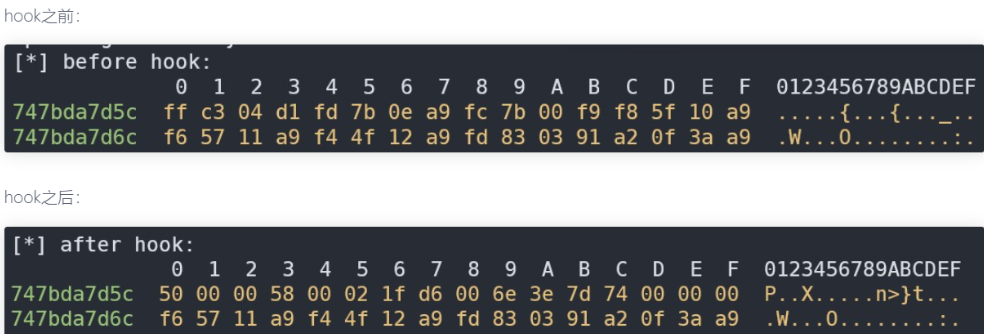 hook之前：
[*] before hook:
0 1 2 3 4 5 6 7 8 9 A B C D E F 0123456789ABCDEF
747bda7d5c ff c3 04 d1 fd 7b 0e a9 fc 7b 00 f9 f8 5f 10 a9 .....{...{..._..
747bda7d6c f6 57 11 a9 f4 4f 12 a9 fd 83 03 91 a2 0f 3a a9 .W...O........:.
hook之后：
[*] after hook:
0 1 2 3 4 5 6 7 8 9 A B C D E F 0123456789ABCDEF
747bda7d5c 50 00 00 58 00 02 1f d6 00 6e 3e 7d 74 00 00 00 P..X.....n>}t...
747bda7d6c f6 57 11 a9 f4 4f 12 a9 fd 83 03 91 a2 0f 3a a9 .W...O........:.